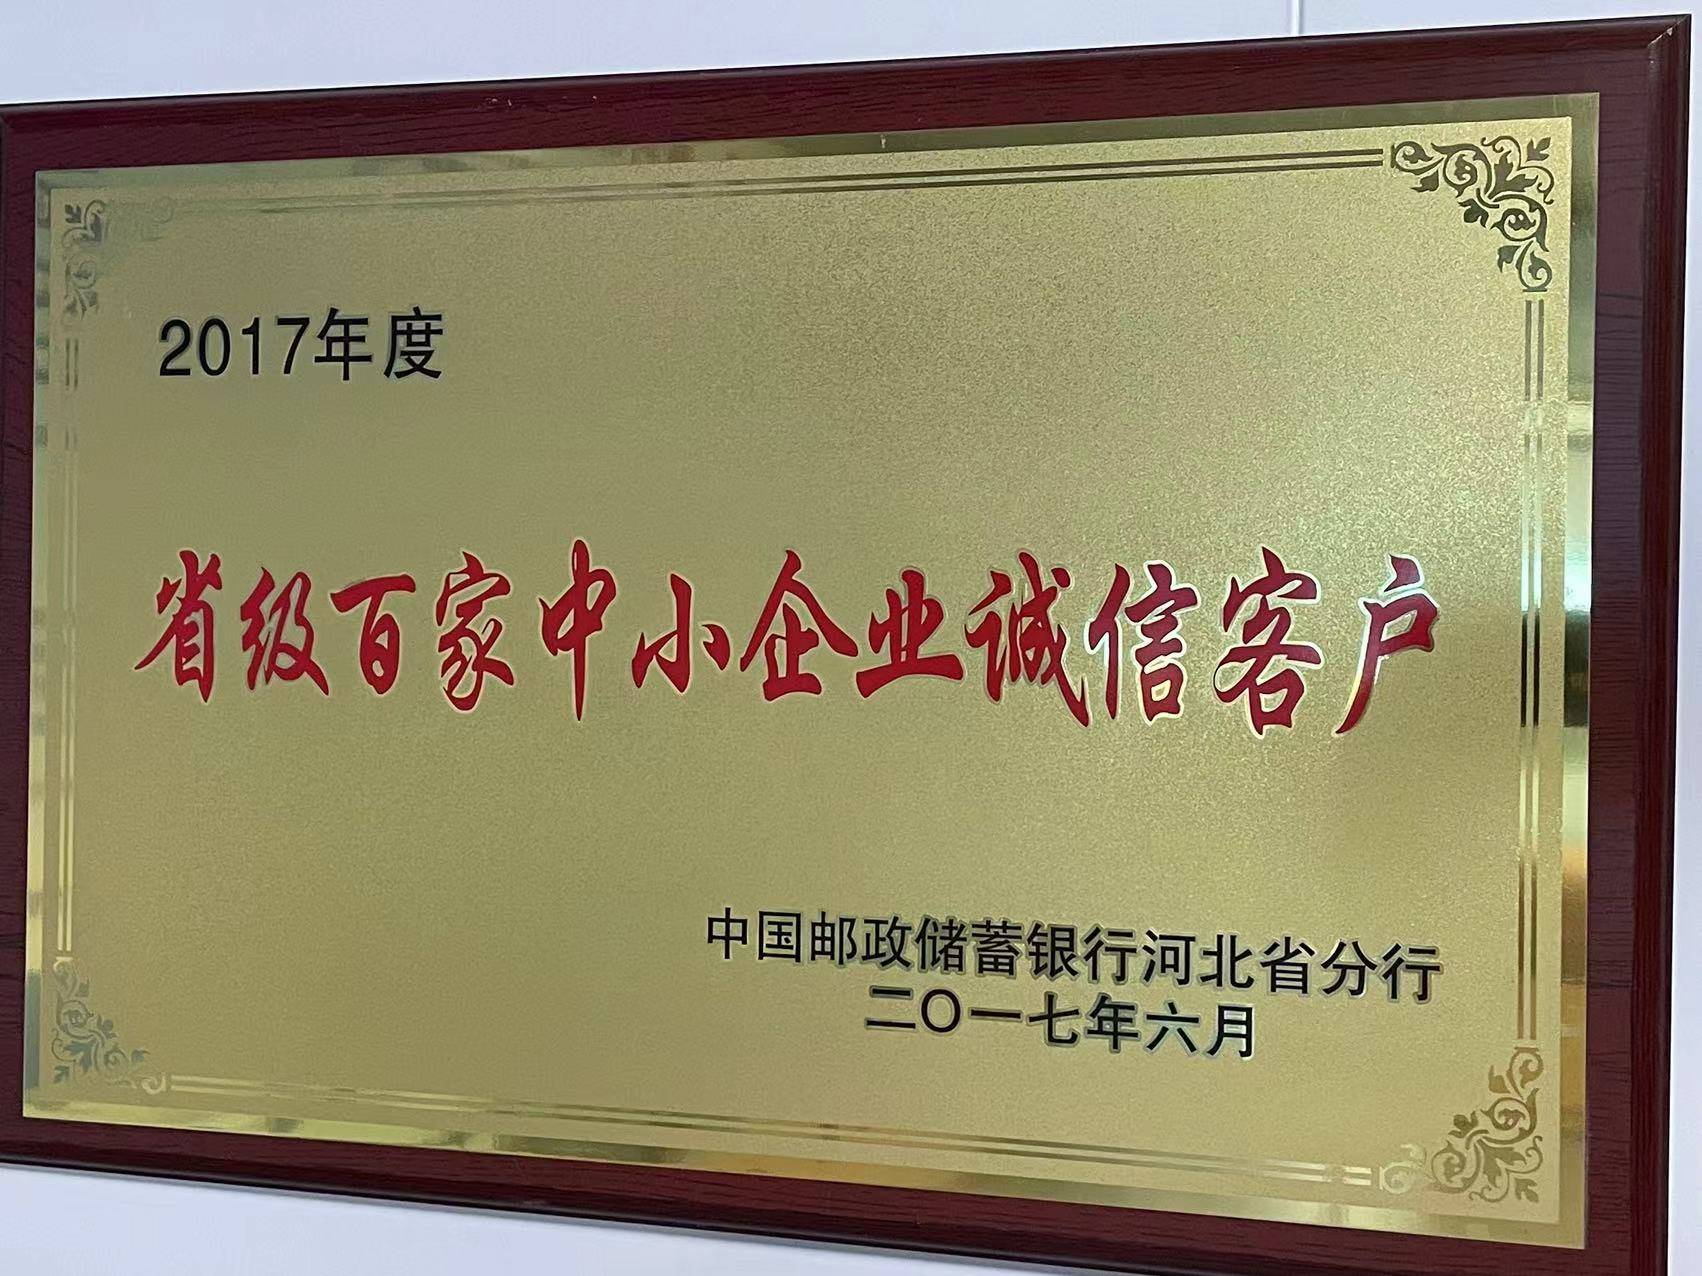 2017年度
省级百家中小企业诚信客户
中国邮政储蓄银行河北省分行
二〇一七年六月